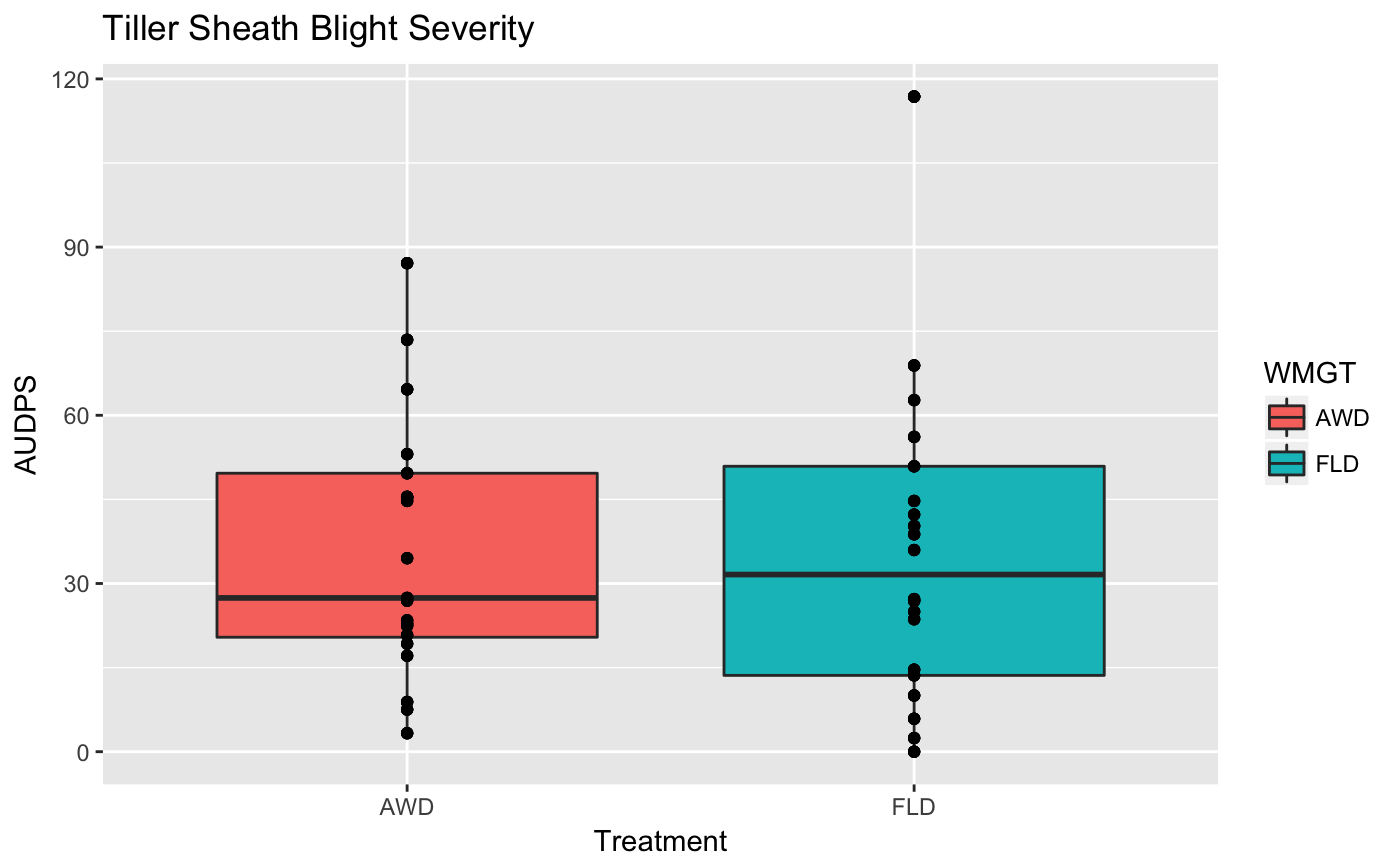 Tiller Sheath Blight Severity
120
90
60
30
0
AUDPS
AWD
FLD
Treatment
WMGT
AWD
FLD